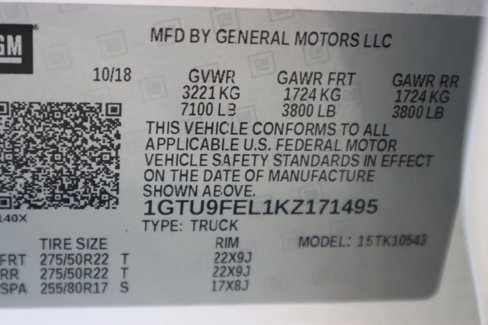 GM
MFD BY GENERAL MOTORS LLC
10/18 GVWR GAWR FRT GAWR RR
3221 KG 1724 KG 1724 KG
7100 LB 3800 LB 3800 LB
THIS VEHICLE CONFORMS TO ALL
APPLICABLE U.S. FEDERAL MOTOR
VEHICLE SAFETY STANDARDS IN EFFECT
ON THE DATE OF MANUFACTURE
SHOWN ABOVE.
140X
1GTU9FEL1KZ171495
TYPE: TRUCK MODEL: 15TK10543
TIRE SIZE RIM
FRT 275/50R22 T 22X9J
RR 275/50R22 T 22X9J
SPA 255/80R17 S 17X8J